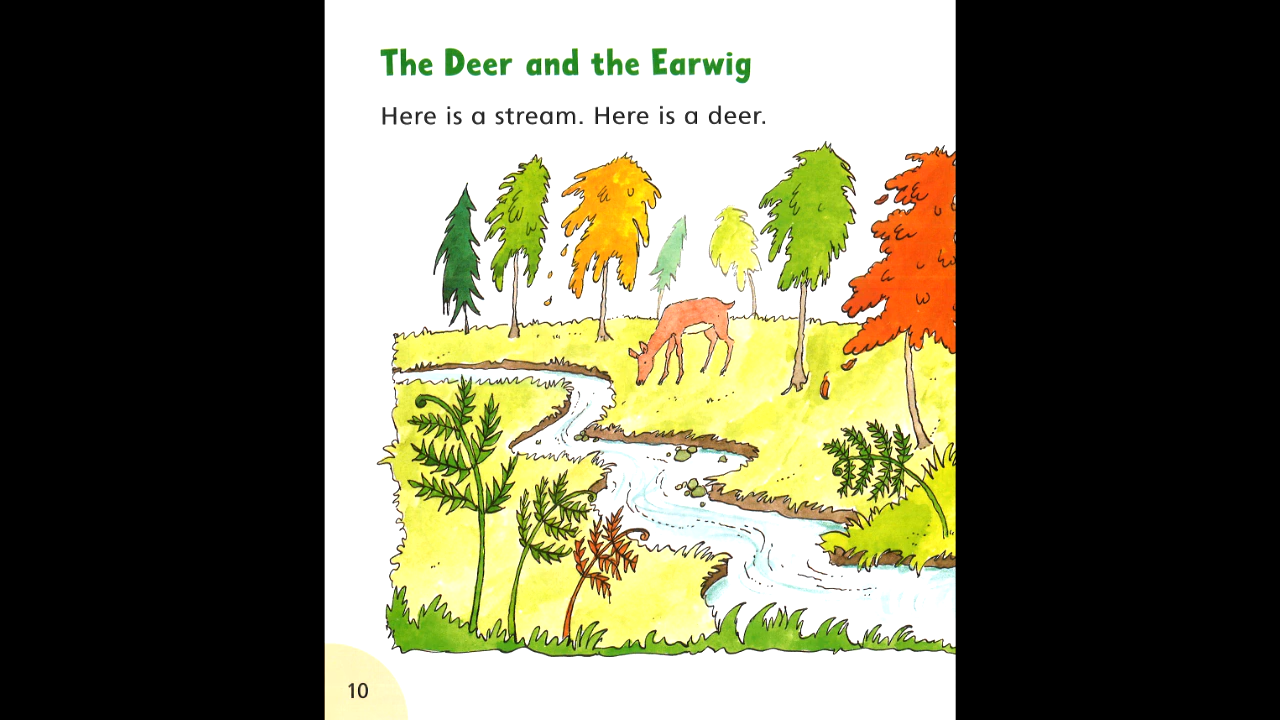 The Deer and the Earwig
Here is a stream. Here is a deer.
10